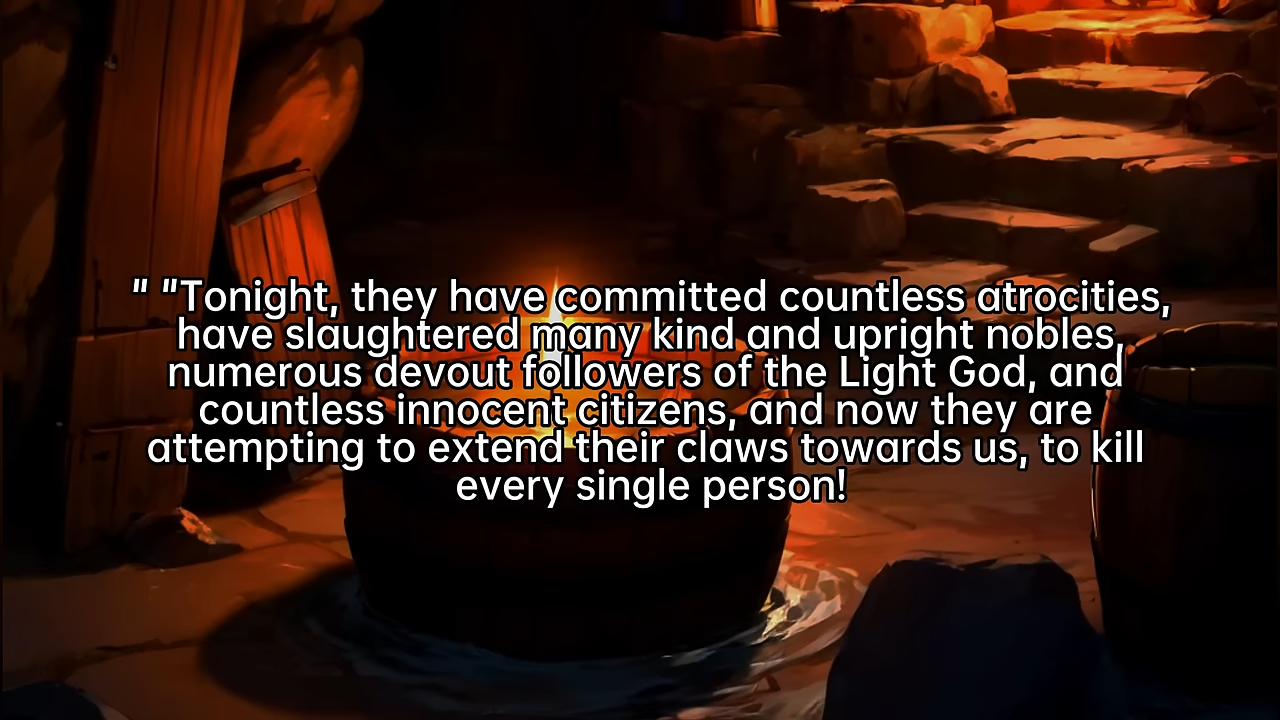 " "Tonight, they have committed countless atrocities,
have slaughtered many kind and upright nobles,
numerous devout followers of the Light God, and
countless innocent citizens, and now they are
attempting to extend their claws towards us, to kill
every single person!